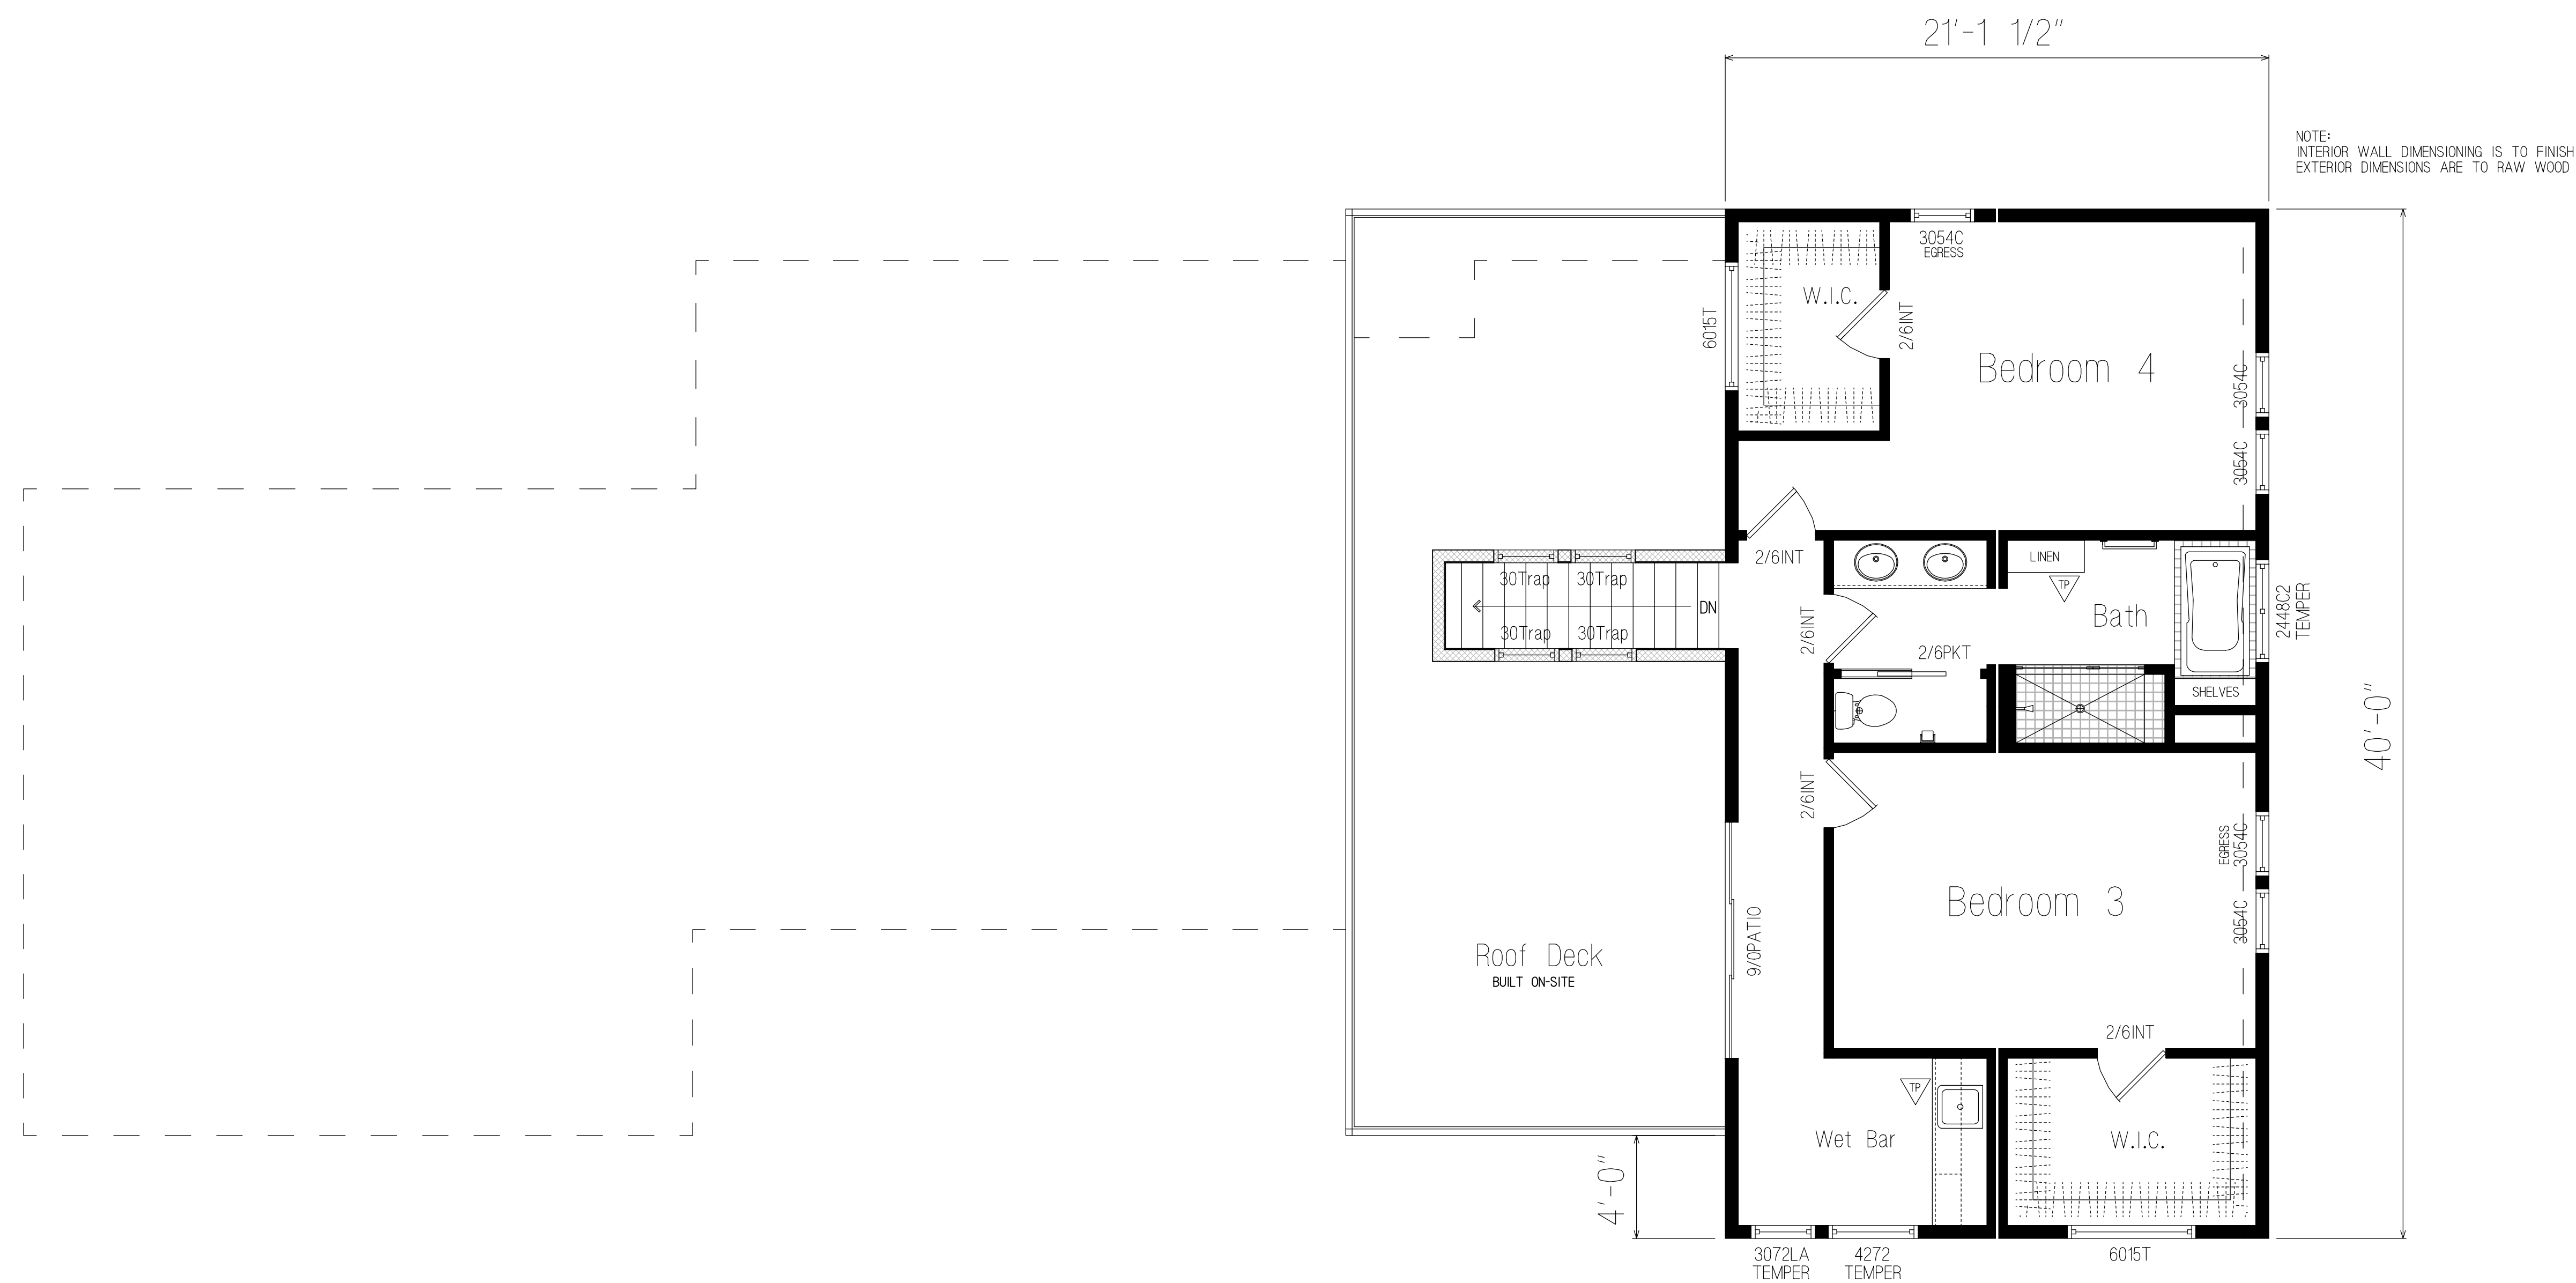 21'-1 1/2"
NOTE:
INTERIOR WALL DIMENSIONING IS TO FINISH
EXTERIOR DIMENSIONS ARE TO RAW WOOD
3054C
EGRESS
W.I.C.
6015T
2/6INT
Bedroom 4
3054C
3054C
2/6INT
30Trap
30Trap
DN
30Trap
30Trap
2/6INT
LINEN
TP
Bath
2448C2
TEMPER
2/6PKT
SHELVES
40'-0"
2/6INT
EGRESS
3054C
Bedroom 3
3054C
9/0PATIO
Roof Deck
BUILT ON-SITE
2/6INT
TP
Wet Bar
W.I.C.
4'-0"
3072LA
TEMPER
4272
TEMPER
6015T